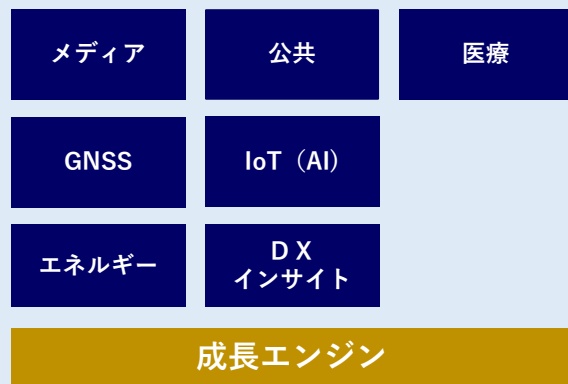 メディア
公共
医療
GNSS
IoT（AI）
エネルギー
ＤＸ
インサイト
成長エンジン